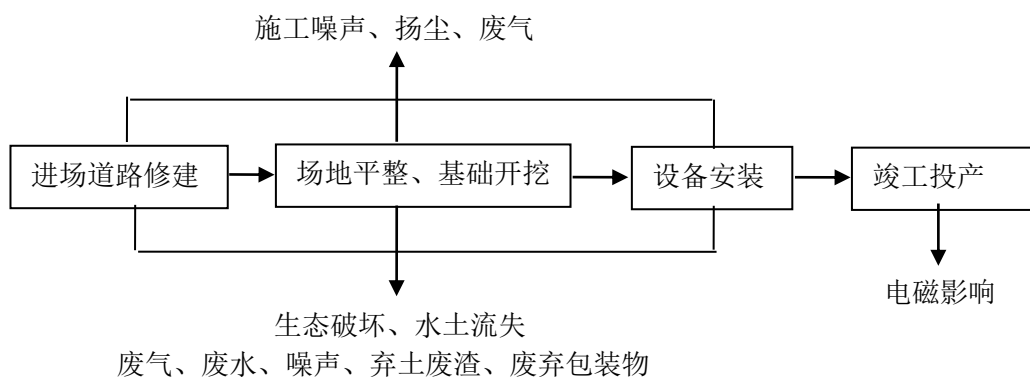 施工噪声、扬尘、废气
进场道路修建
场地平整、基础开挖
设备安装
竣工投产
电磁影响
生态破坏、水土流失
废气、废水、噪声、弃土废渣、废弃包装物